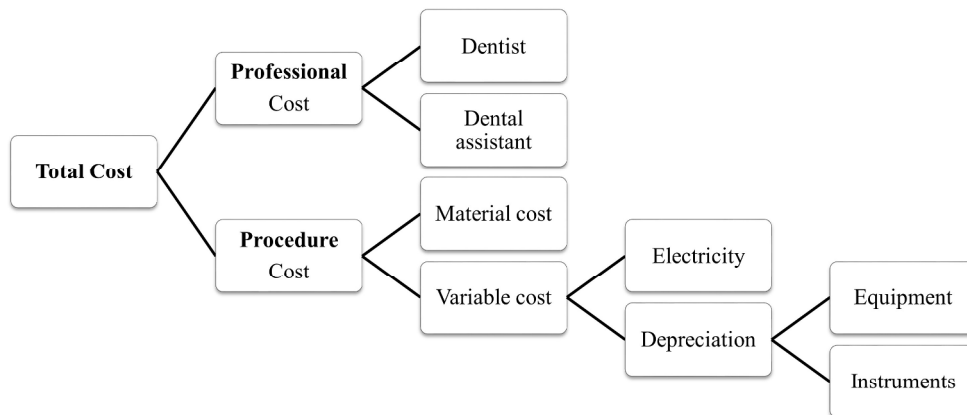 Total Cost
Professional
Cost
Dentist
Dental
assistant
Procedure
Cost
Material cost
Variable cost
Electricity
Depreciation
Equipment
Instruments